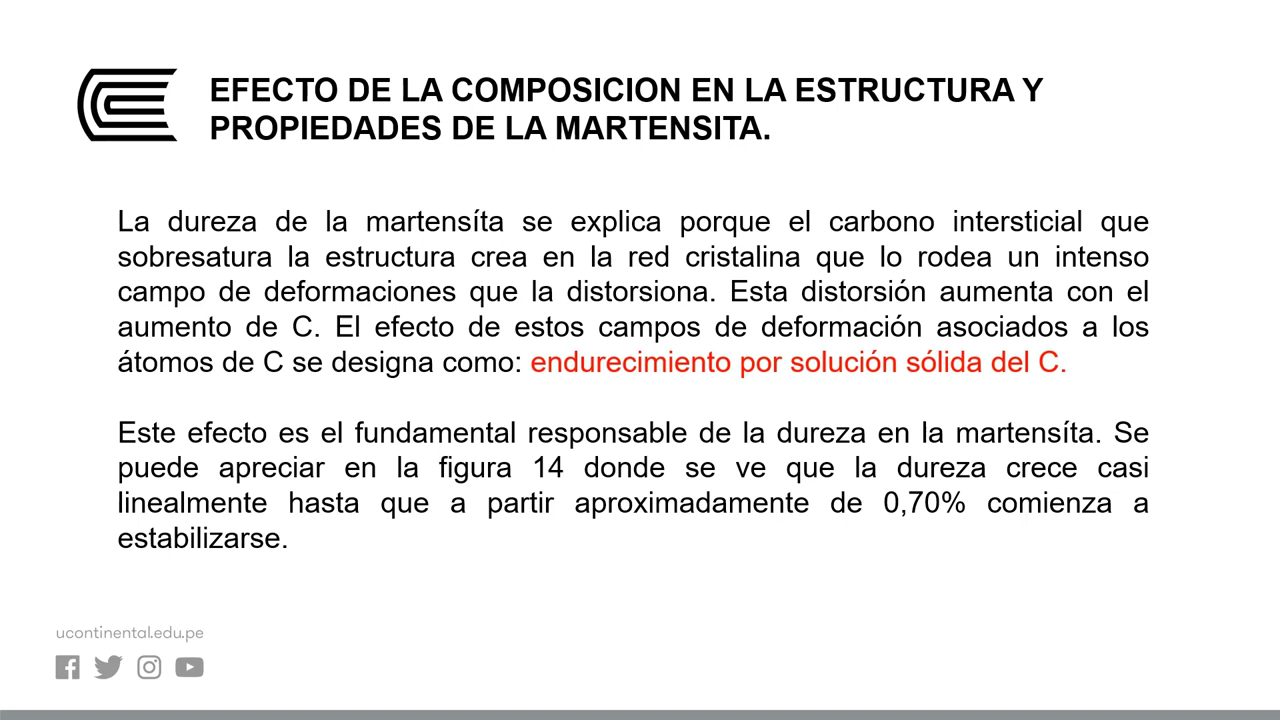 EFECTO DE LA COMPOSICION EN LA ESTRUCTURA Y
PROPIEDADES DE LA MARTENSITA.
La dureza de la martensíta se explica porque el carbono intersticial que
sobresatura la estructura crea en la red cristalina que lo rodea un intenso
campo de deformaciones que la distorsiona. Esta distorsión aumenta con el
aumento de C. El efecto de estos campos de deformación asociados a los
átomos de C se designa como: endurecimiento por solución sólida del C.
Este efecto es el fundamental responsable de la dureza en la martensíta. Se
puede apreciar en la figura 14 donde se ve que la dureza crece casi
linealmente hasta que a partir aproximadamente de 0,70% comienza a
estabilizarse.
ucontinental.edu.pe